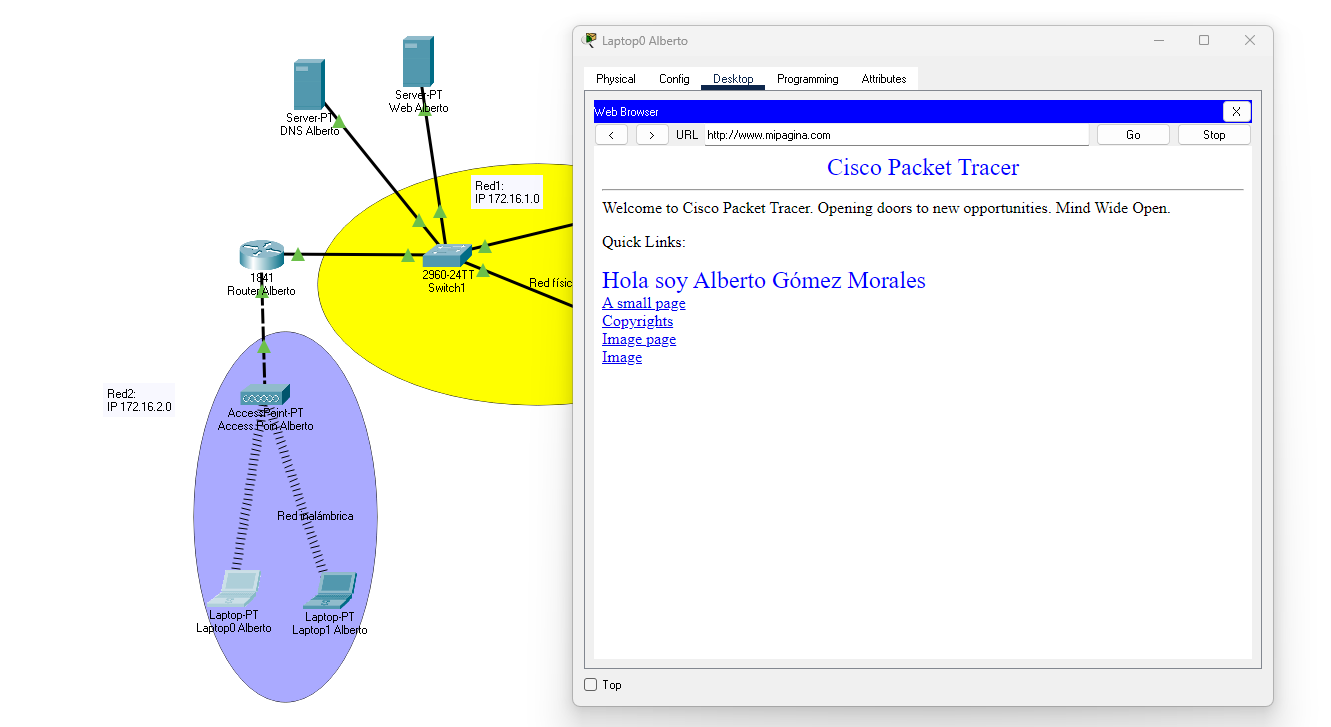 Server-PT
Web Alberto
Server-PT
DNS Alberto
Red1:
IP 172.16.1.0
1841
Router Alberto
2960-24TT
Switch1
Red físic
Red2:
IP 172.16.2.0
AccessPoint-PT
Access Poin Alberto
Red inalámbrica
Laptop-PT
Laptop0 Alberto
Laptop-PT
Laptop1 Alberto
Laptop0 Alberto
Physical Config Desktop Programming Attributes
Web Browser X
< > URL http://www.mipagina.com Go Stop
Cisco Packet Tracer
Welcome to Cisco Packet Tracer. Opening doors to new opportunities. Mind Wide Open.
Quick Links:
Hola soy Alberto Gómez Morales
A small page
Copyrights
Image page
Image
Top